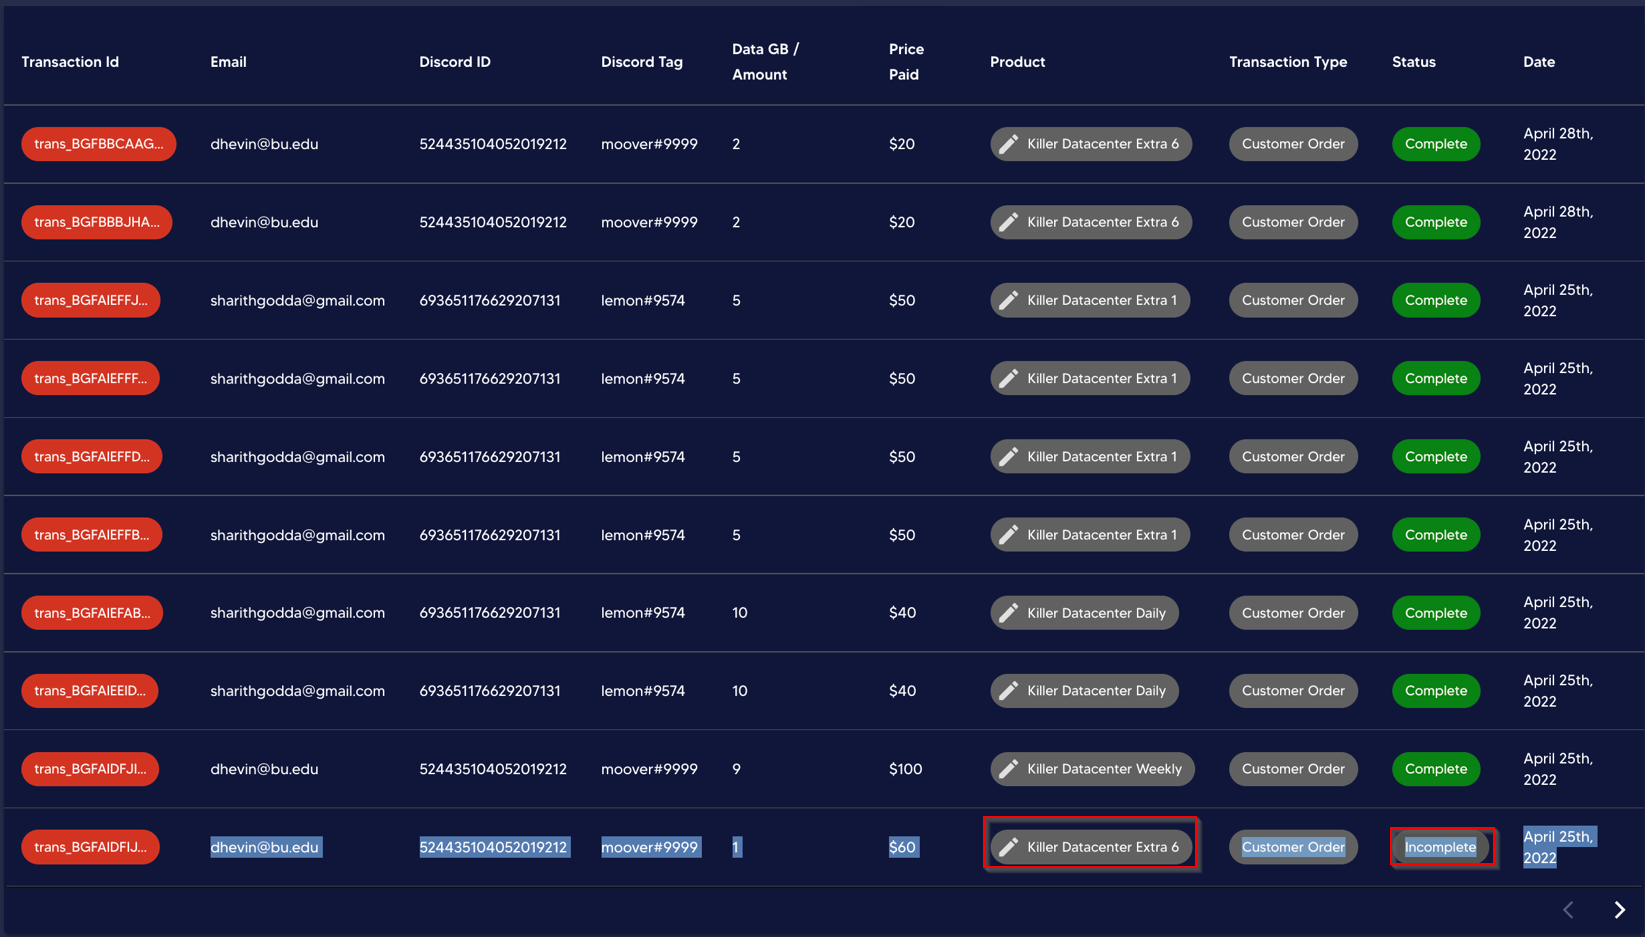 Transaction Id Email Discord ID Discord Tag Data GB / Amount Price Paid Product Transaction Type Status Date
trans_BGFBBCAAG... dhevin@bu.edu 524435104052019212 moover#9999 2 $20 Killer Datacenter Extra 6 Customer Order Complete April 28th, 2022
trans_BGFBBBJHA... dhevin@bu.edu 524435104052019212 moover#9999 2 $20 Killer Datacenter Extra 6 Customer Order Complete April 28th, 2022
trans_BGFAIEFFJ... sharithgodda@gmail.com 693651176629207131 lemon#9574 5 $50 Killer Datacenter Extra 1 Customer Order Complete April 25th, 2022
trans_BGFAIEFFF... sharithgodda@gmail.com 693651176629207131 lemon#9574 5 $50 Killer Datacenter Extra 1 Customer Order Complete April 25th, 2022
trans_BGFAIEFFD... sharithgodda@gmail.com 693651176629207131 lemon#9574 5 $50 Killer Datacenter Extra 1 Customer Order Complete April 25th, 2022
trans_BGFAIEFFB... sharithgodda@gmail.com 693651176629207131 lemon#9574 5 $50 Killer Datacenter Extra 1 Customer Order Complete April 25th, 2022
trans_BGFAIEFAB... sharithgodda@gmail.com 693651176629207131 lemon#9574 10 $40 Killer Datacenter Daily Customer Order Complete April 25th, 2022
trans_BGFAIEEID... sharithgodda@gmail.com 693651176629207131 lemon#9574 10 $40 Killer Datacenter Daily Customer Order Complete April 25th, 2022
trans_BGFAIDFJI... dhevin@bu.edu 524435104052019212 moover#9999 9 $100 Killer Datacenter Weekly Customer Order Complete April 25th, 2022
trans_BGFAIDFIJ... dhevin@bu.edu 524435104052019212 moover#9999 1 $60 Killer Datacenter Extra 6 Customer Order Incomplete April 25th, 2022